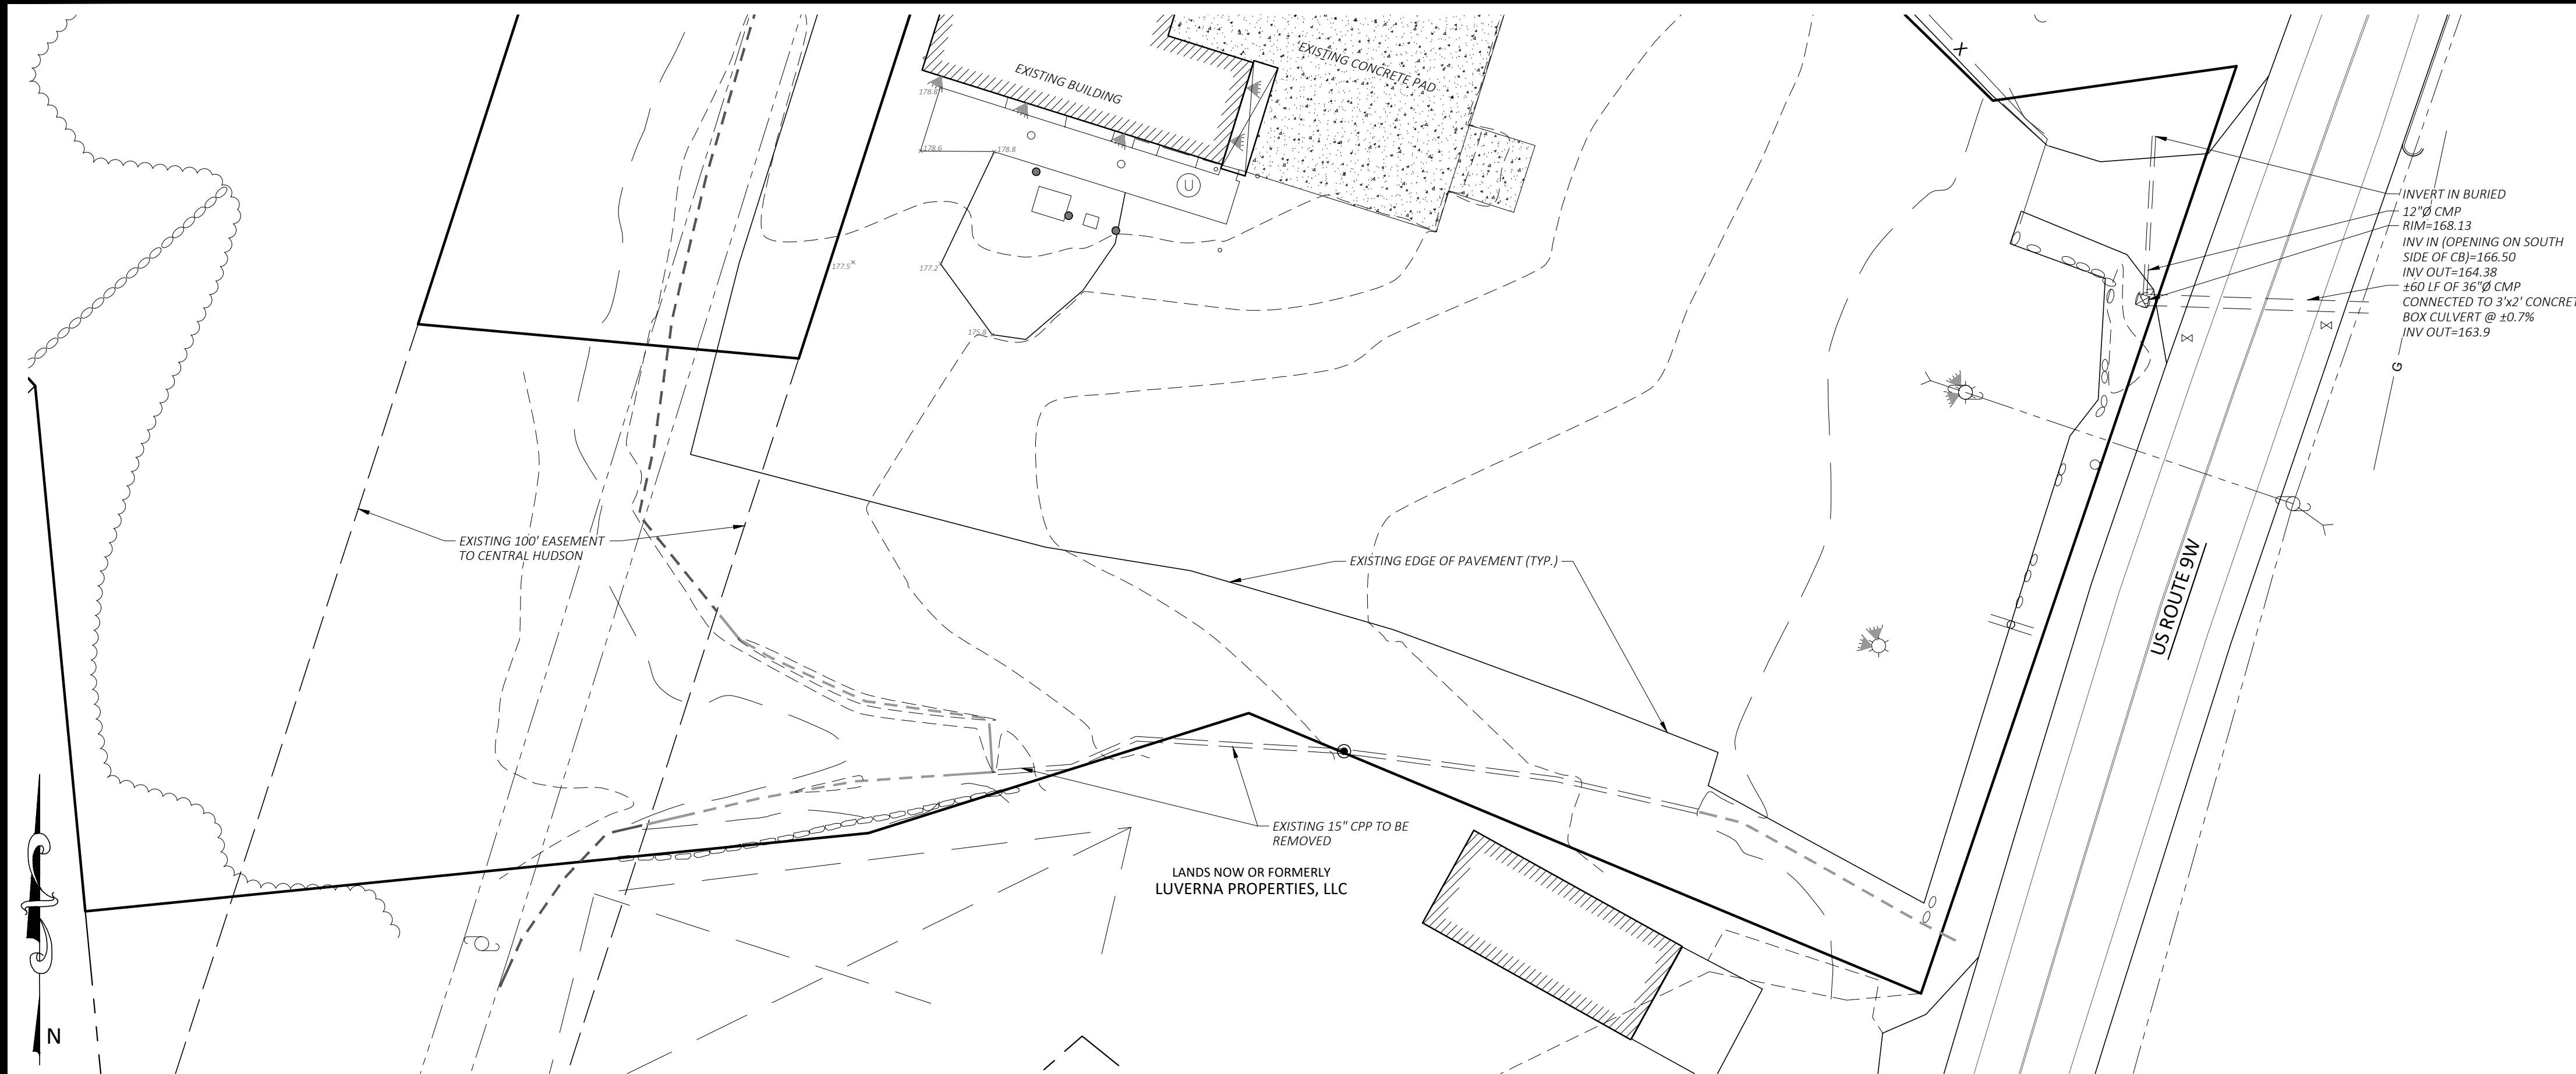 EXISTING BUILDING
EXISTING CONCRETE PAD
X
178.8
178.6
178.8
U
177.5
177.2
175.8
INVERT IN BURIED
12"Ø CMP
RIM=168.13
INV IN (OPENING ON SOUTH
SIDE OF CB)=166.50
INV OUT=164.38
±60 LF OF 36"Ø CMP
CONNECTED TO 3'x2' CONCRET
BOX CULVERT @ ±0.7%
INV OUT=163.9
G
EXISTING 100' EASEMENT
TO CENTRAL HUDSON
EXISTING EDGE OF PAVEMENT (TYP.)
US ROUTE 9W
EXISTING 15" CPP TO BE
REMOVED
LANDS NOW OR FORMERLY
LUVERNA PROPERTIES, LLC
N